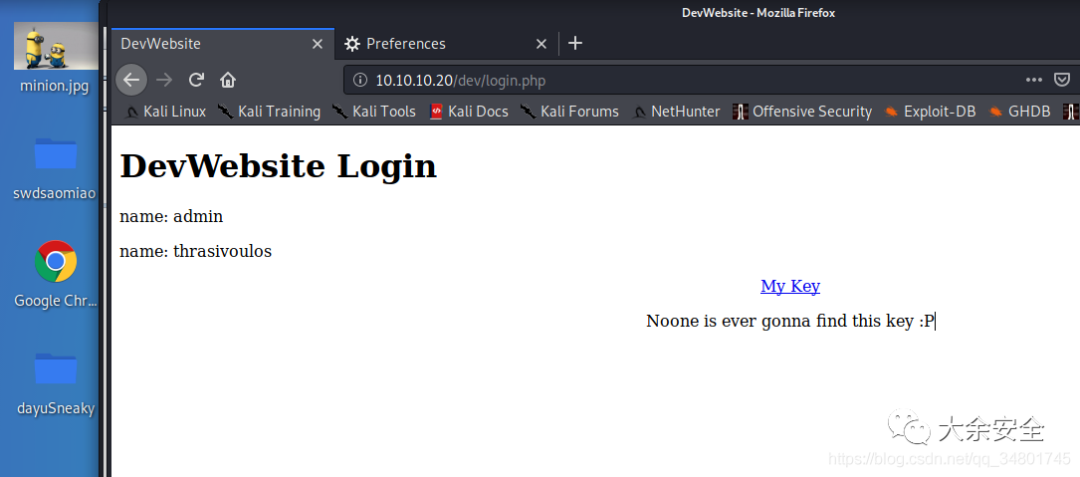 DevWebsite - Mozilla Firefox
DevWebsite Preferences
10.10.10.20/dev/login.php
Kali Linux Kali Training Kali Tools Kali Docs Kali Forums NetHunter Offensive Security Exploit-DB GHDB
minion.jpg
swdsaomiao
Google Chr...
dayuSneaky
DevWebsite Login
name: admin
name: thrasivoulos
My Key
Noone is ever gonna find this key :P
大余安全
https://blog.csdn.net/qq_34801745